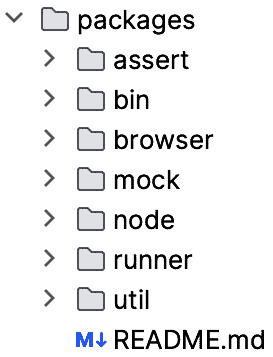 packages
assert
bin
browser
mock
node
runner
util
M↓ README.md